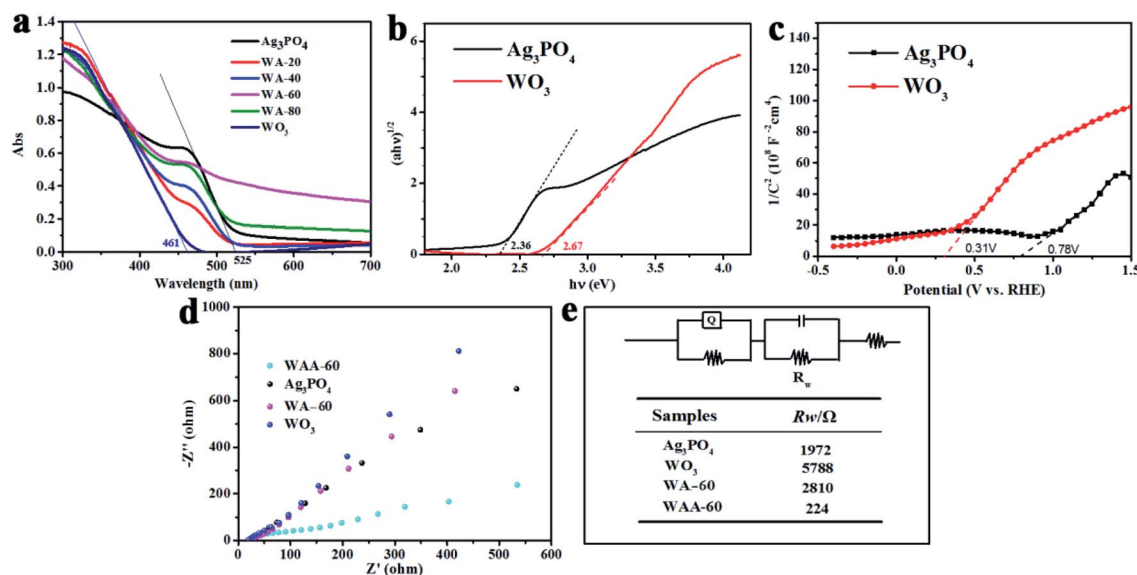 a
Abs
1.4
1.2
1.0
0.8
0.6
0.4
0.2
0.0
Ag₃PO₄
WA-20
WA-40
WA-60
WA-80
WO₃
461
525
300 400 500 600 700
Wavelength (nm)
b
(ahν)¹/²
6
4
2
0
Ag₃PO₄
WO₃
2.36
2.67
2.0 2.5 3.0 3.5 4.0
hν (eV)
c
1/C² (10⁸ F⁻²cm⁴)
140
120
100
80
60
40
20
0
Ag₃PO₄
WO₃
0.31V
0.78V
0.0 0.5 1.0 1.5
Potential (V vs. RHE)
d
-Z'' (ohm)
1000
800
600
400
200
0
WAA-60
Ag₃PO₄
WA–60
WO₃
0 100 200 300 400 500 600
Z' (ohm)
e
Q
R_w
Samples Rw/Ω
Ag₃PO₄ 1972
WO₃ 5788
WA–60 2810
WAA–60 224